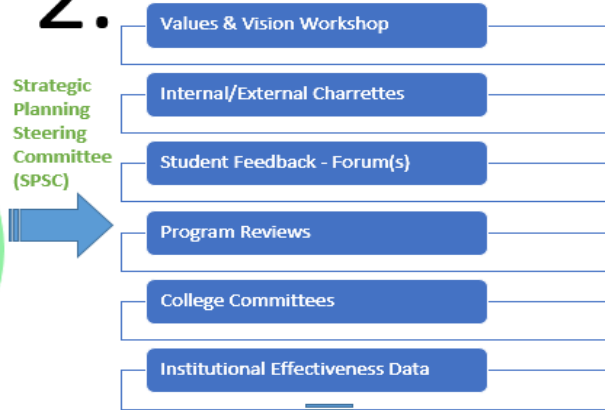 2.
Values & Vision Workshop
Strategic
Planning
Steering
Committee
(SPSC)
Internal/External Charrettes
Student Feedback - Forum(s}
Program Reviews
College Committees
Institutional Effectiveness Data